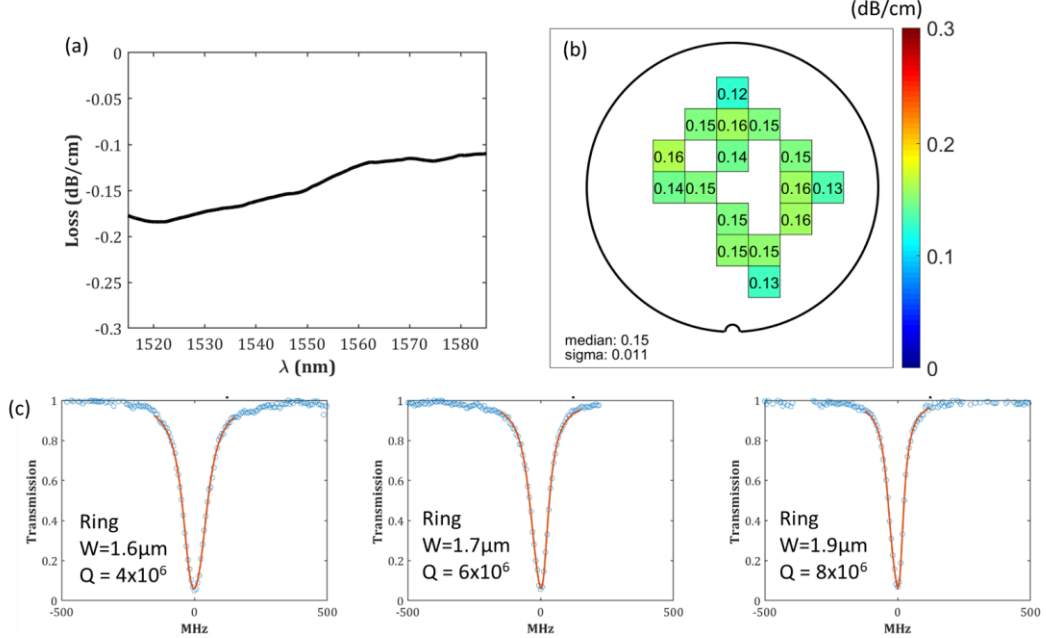 (dB/cm)
(a)
0
-0.05
-0.1
-0.15
-0.2
-0.25
-0.3
Loss (dB/cm)
1520 1530 1540 1550 1560 1570 1580
λ (nm)
(b)
0.12
0.15 0.16 0.15
0.16 0.14 0.15
0.14 0.15 0.16 0.13
0.15 0.16
0.15 0.15
0.13
median: 0.15
sigma: 0.011
0.3
0.2
0.1
0
(c)
1
0.8
0.6
0.4
0.2
0
Transmission
Ring
W=1.6μm
Q = 4x10⁶
-500 0 500
MHz
1
0.8
0.6
0.4
0.2
0
Transmission
Ring
W=1.7μm
Q = 6x10⁶
-500 0 500
MHz
1
0.8
0.6
0.4
0.2
0
Transmission
Ring
W=1.9μm
Q = 8x10⁶
-500 0 500
MHz